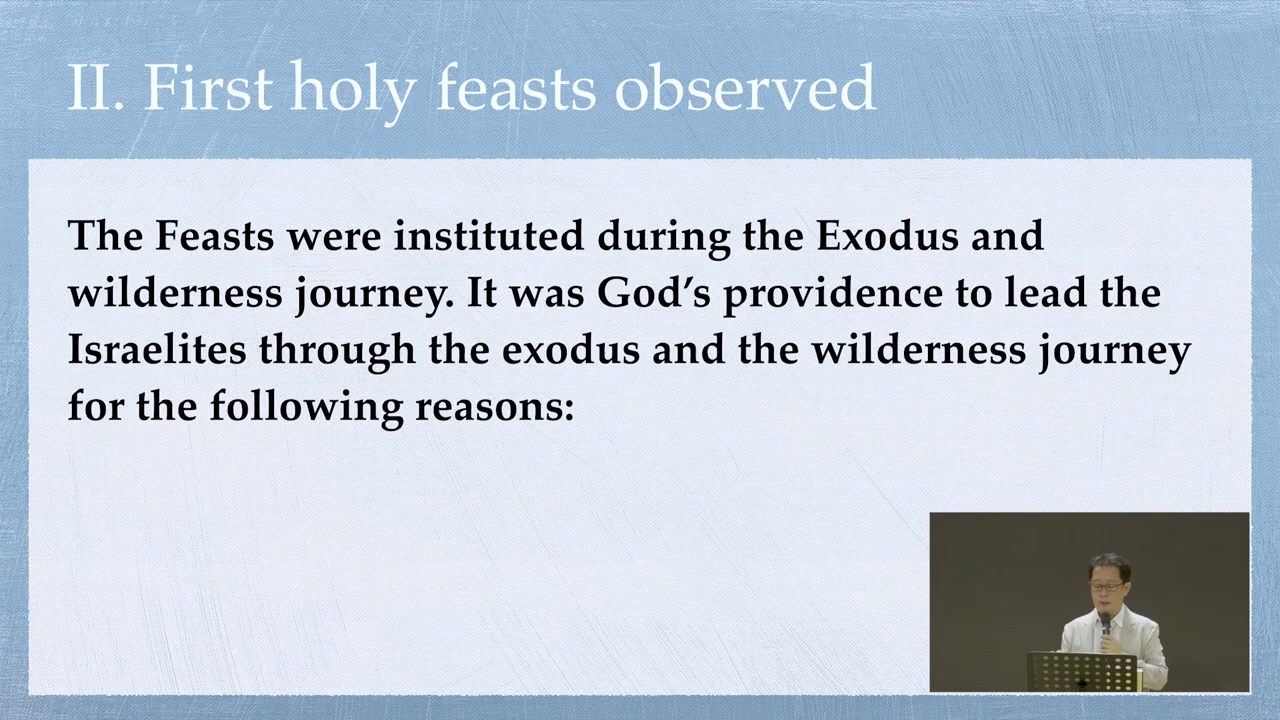 II. First holy feasts observed
The Feasts were instituted during the Exodus and
wilderness journey. It was God’s providence to lead the
Israelites through the exodus and the wilderness journey
for the following reasons: